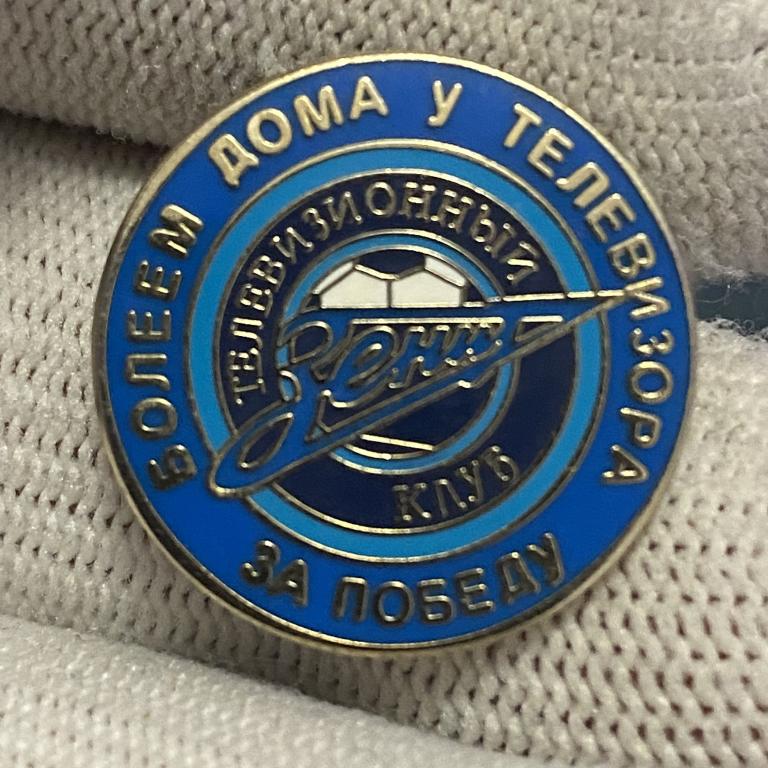 БОЛЕЕМ ДОМА У ТЕЛЕВИЗОРА
ЗА ПОБЕДУ
ТЕЛЕВИЗИОННЫЙ
Зенит
КЛУБ